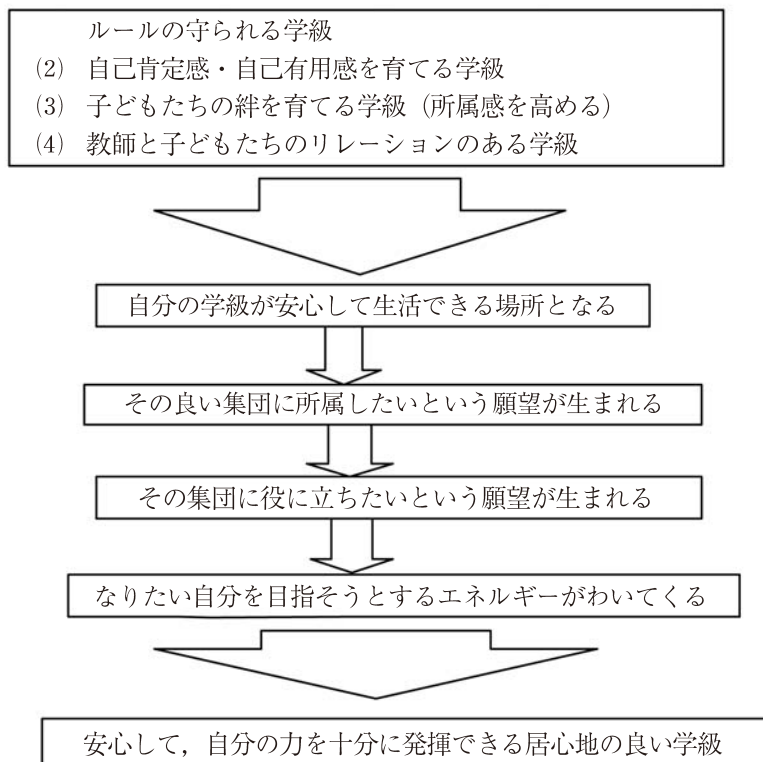 ルールの守られる学級
(2) 自己肯定感・自己有用感を育てる学級
(3) 子どもたちの絆を育てる学級（所属感を高める）
(4) 教師と子どもたちのリレーションのある学級
自分の学級が安心して生活できる場所となる
その良い集団に所属したいという願望が生まれる
その集団に役に立ちたいという願望が生まれる
なりたい自分を目指そうとするエネルギーがわいてくる
安心して，自分の力を十分に発揮できる居心地の良い学級